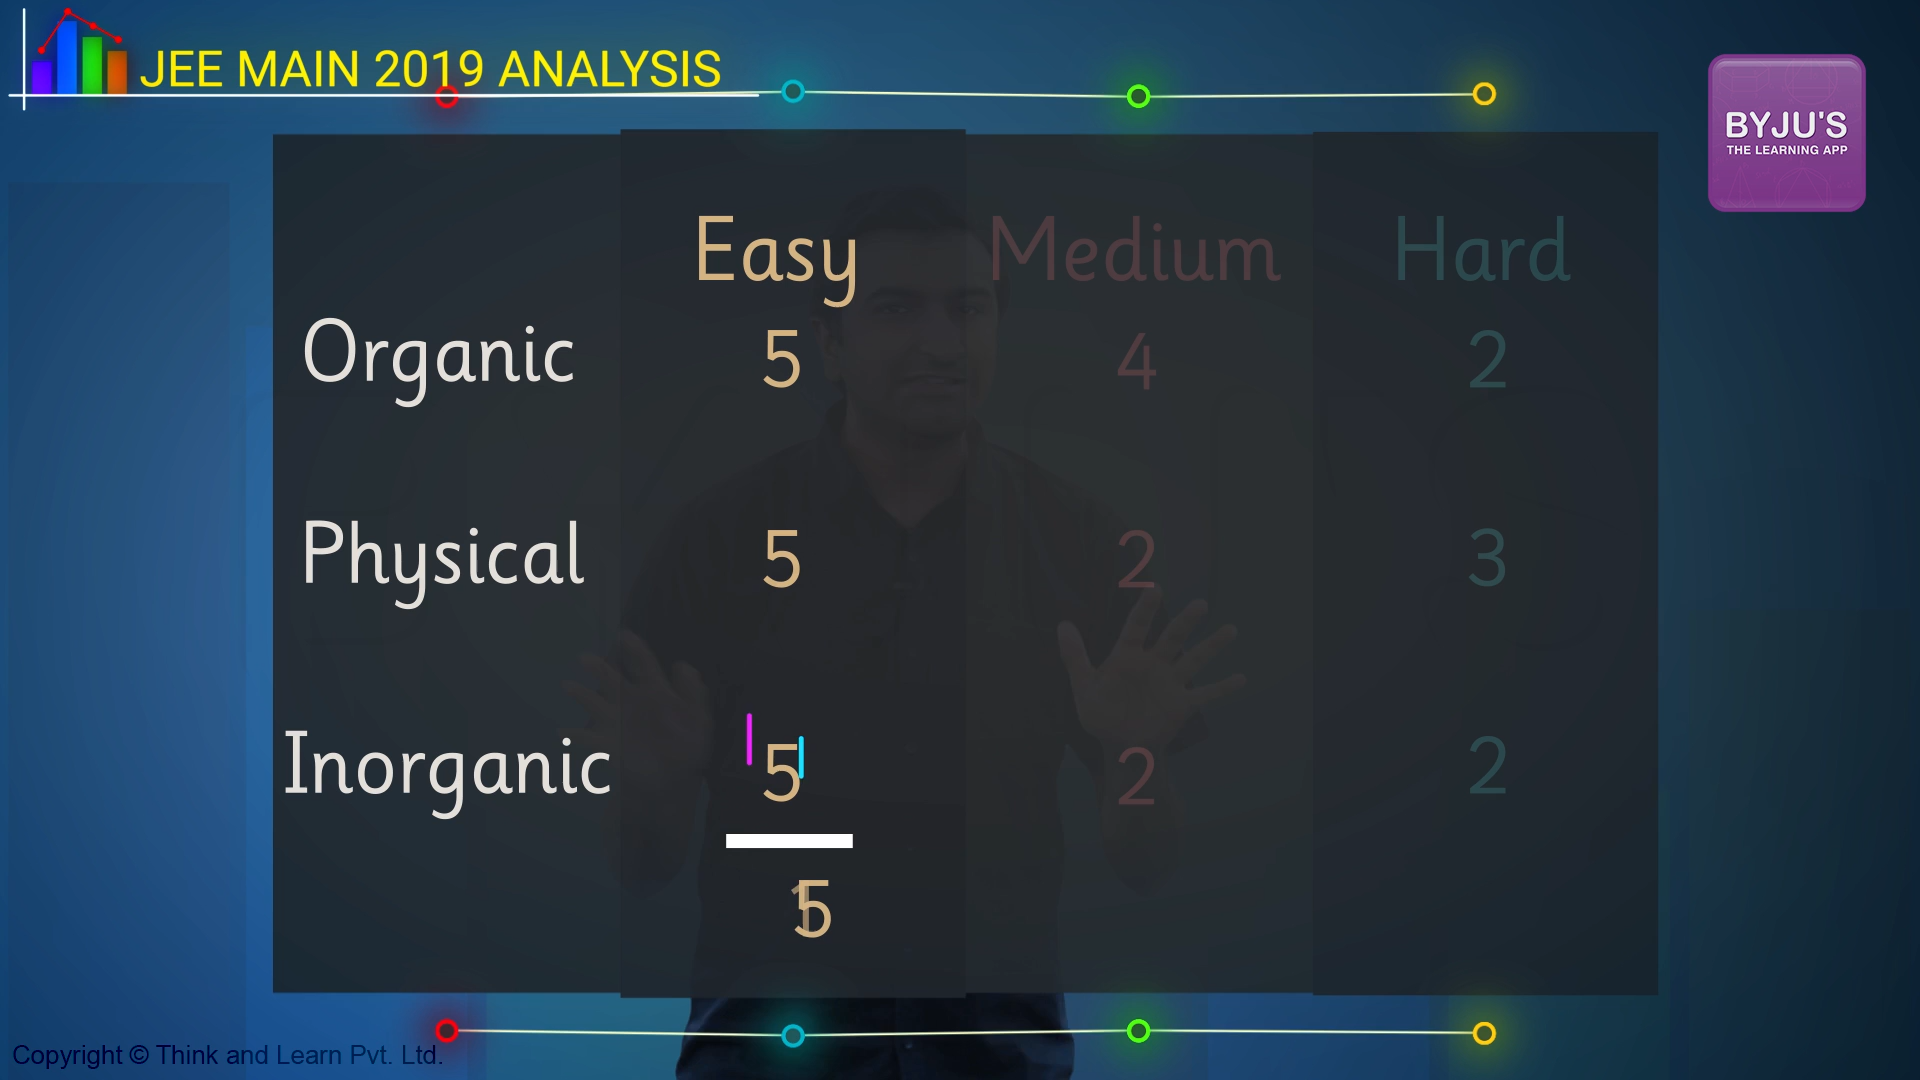 JEE MAIN 2019 ANALYSIS
BYJU'S
THE LEARNING APP
Easy Medium Hard
Organic 5 4 2
Physical 5 2 3
Inorganic 5 2 2
15
Copyright © Think and Learn Pvt. Ltd.